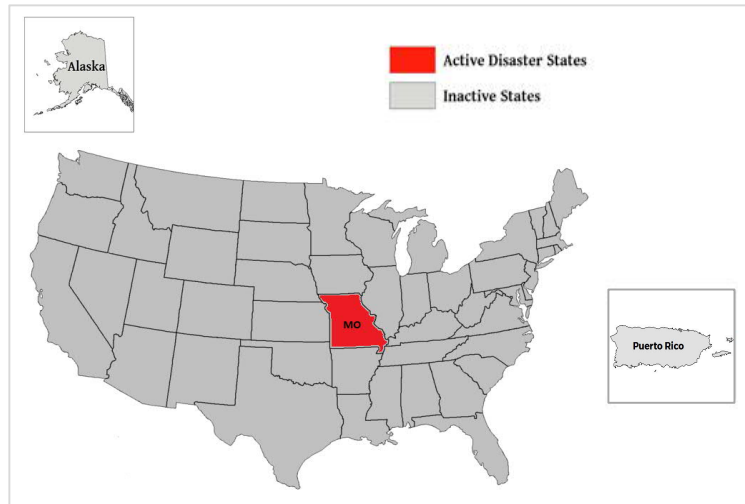 Alaska
Active Disaster States
Inactive States
MO
Puerto Rico